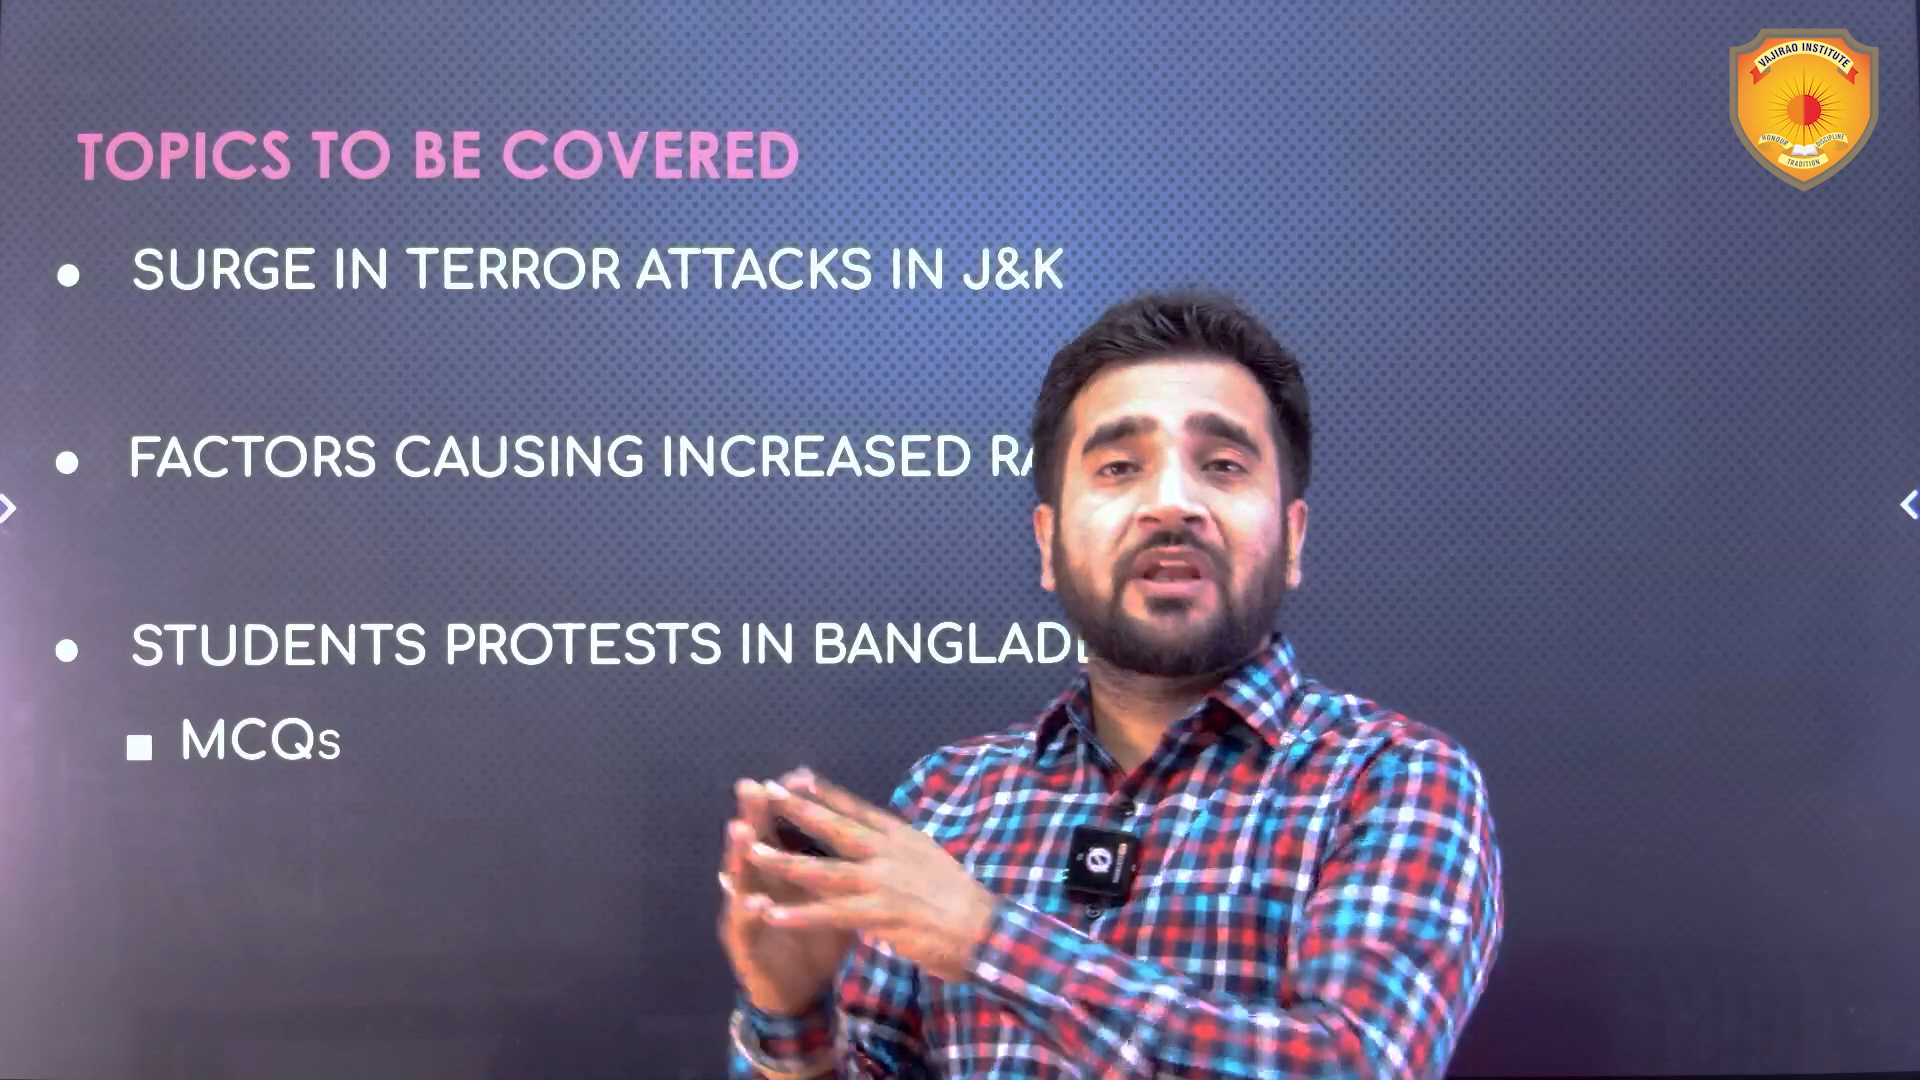 VAJIRAO INSTITUTE
HONOUR
DISCIPLINE
TRADITION
TOPICS TO BE COVERED
• SURGE IN TERROR ATTACKS IN J&K
• FACTORS CAUSING INCREASED
• STUDENTS PROTESTS IN
■ MCQs